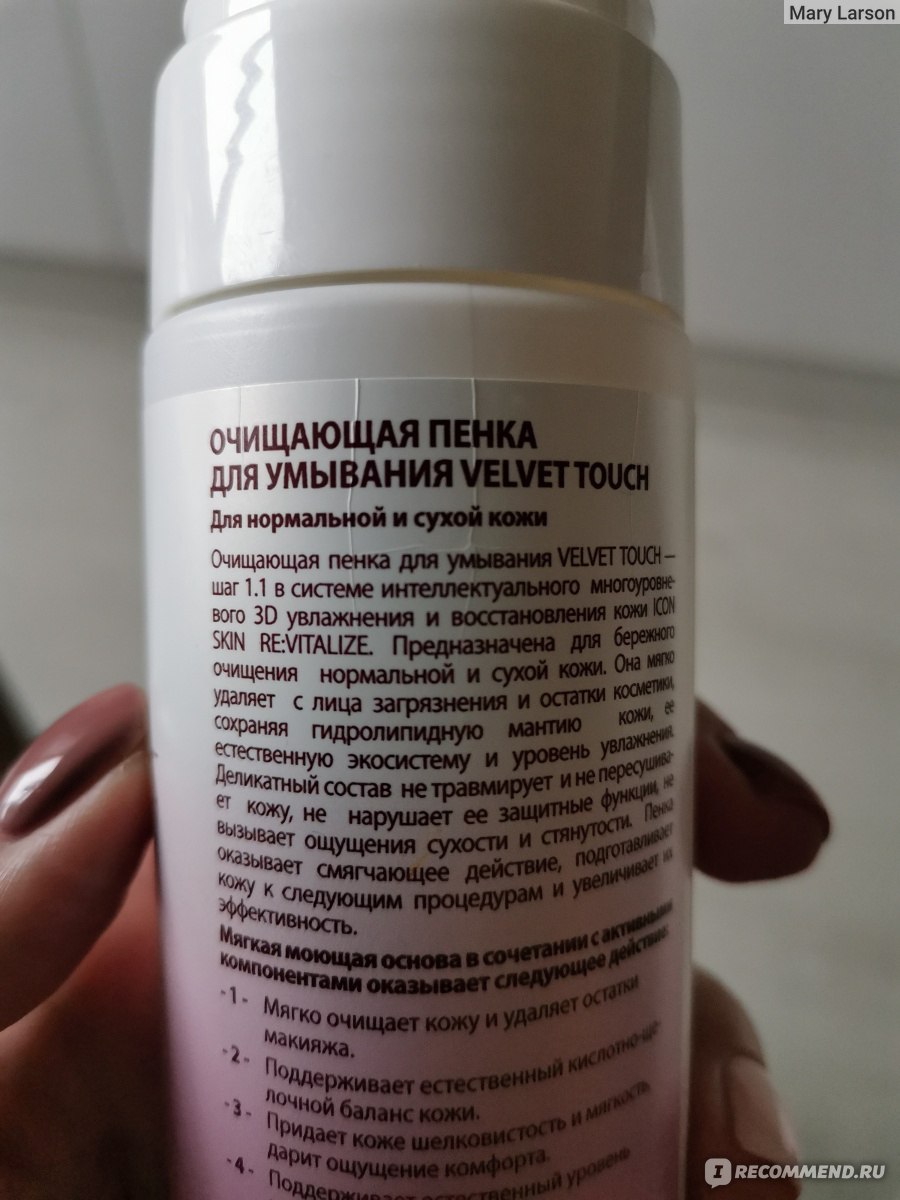 Mary Larson
ОЧИЩАЮЩАЯ ПЕНКА
ДЛЯ УМЫВАНИЯ VELVET TOUCH
Для нормальной и сухой кожи
Очищающая пенка для умывания VELVET TOUCH —
шаг 1.1 в системе интеллектуального многоуровне-
вого 3D увлажнения и восстановления кожи ICON
SKIN RE:VITALIZE. Предназначена для бережного
очищения нормальной и сухой кожи. Она мягко
удаляет с лица загрязнения и остатки косметики,
сохраняя гидролипидную мантию кожи, ее
естественную экосистему и уровень увлажнения.
Деликатный состав не травмирует и не пересушива-
ет кожу, не нарушает ее защитные функции, не
вызывает ощущения сухости и стянутости. Пенка
оказывает смягчающее действие, подготавливает
кожу к следующим процедурам и увеличивает их
эффективность.
Мягкая моющая основа в сочетании с активными
компонентами оказывает следующее действие:
-1- Мягко очищает кожу и удаляет остатки
макияжа.
-2- Поддерживает естественный кислотно-ще-
лочной баланс кожи.
-3- Придает коже шелковистость и мягкость,
дарит ощущение комфорта.
-4- Поддерживает естественный уровень
IRECOMMEND.RU